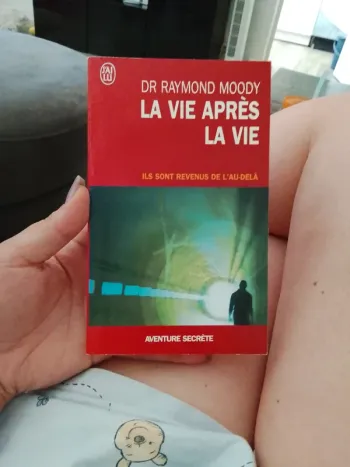 J'AI
LU
DR RAYMOND MOODY
LA VIE APRÈS
LA VIE
ILS SONT REVENUS DE L'AU-DELÀ
AVENTURE SECRÈTE